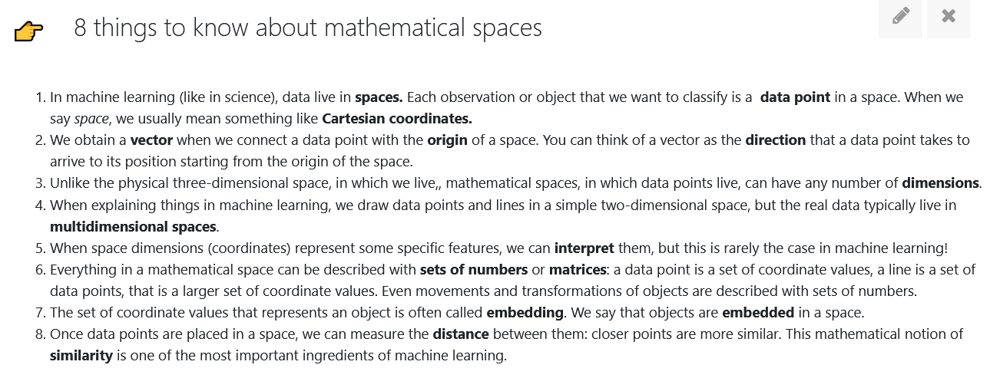 8 things to know about mathematical spaces
1. In machine learning (like in science), data live in spaces. Each observation or object that we want to classify is a data point in a space. When we
say space, we usually mean something like Cartesian coordinates.
2. We obtain a vector when we connect a data point with the origin of a space. You can think of a vector as the direction that a data point takes to
arrive to its position starting from the origin of the space.
3. Unlike the physical three-dimensional space, in which we live,, mathematical spaces, in which data points live, can have any number of dimensions.
4. When explaining things in machine learning, we draw data points and lines in a simple two-dimensional space, but the real data typically live in
multidimensional spaces.
5. When space dimensions (coordinates) represent some specific features, we can interpret them, but this is rarely the case in machine learning!
6. Everything in a mathematical space can be described with sets of numbers or matrices: a data point is a set of coordinate values, a line is a set of
data points, that is a larger set of coordinate values. Even movements and transformations of objects are described with sets of numbers.
7. The set of coordinate values that represents an object is often called embedding. We say that objects are embedded in a space.
8. Once data points are placed in a space, we can measure the distance between them: closer points are more similar. This mathematical notion of
similarity is one of the most important ingredients of machine learning.